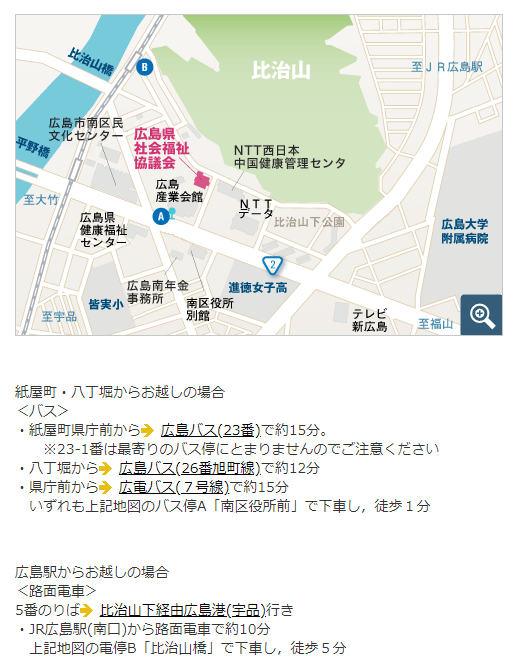 比治山橋
B
比治山
至ＪＲ広島駅
広島市南区民
文化センター
広島県
社会福祉
協議会
平野橋
NTT西日本
中国健康管理センタ
至大竹
広島
産業会館
ＮＴＴ
データ
A
広島県
健康福祉
センター
比治山下公園
広島大学
附属病院
2
広島南年金
事務所
進徳女子高
皆実小
南区役所
別館
テレビ
新広島
至宇品
至福山
紙屋町・八丁堀からお越しの場合
＜バス＞
・紙屋町県庁前から 広島バス(23番)で約15分。
※23-1番は最寄りのバス停にとまりませんのでご注意ください
・八丁堀から 広島バス(26番旭町線)で約12分
・県庁前から 広電バス(７号線)で約15分
いずれも上記地図のバス停A「南区役所前」で下車し，徒歩１分
広島駅からお越しの場合
＜路面電車＞
5番のりば 比治山下経由広島港(宇品)行き
・JR広島駅(南口)から路面電車で約10分
上記地図の電停B「比治山橋」で下車し，徒歩５分